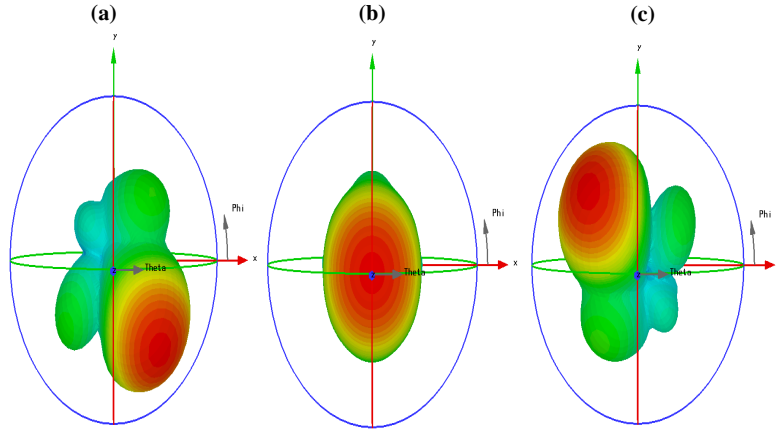 (a) (b) (c)
y y y
Phi Phi Phi
x x x
z Theta z Theta z Theta